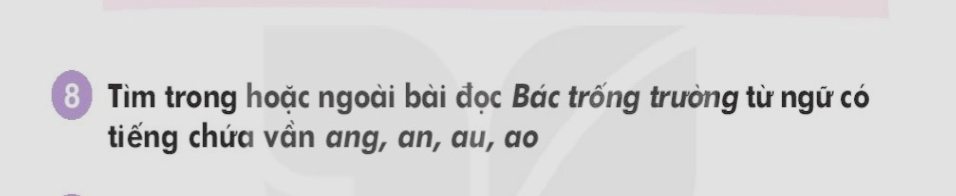 8 Tìm trong hoặc ngoài bài đọc Bác trống trường từ ngữ có
tiếng chứa vần ang, an, au, ao